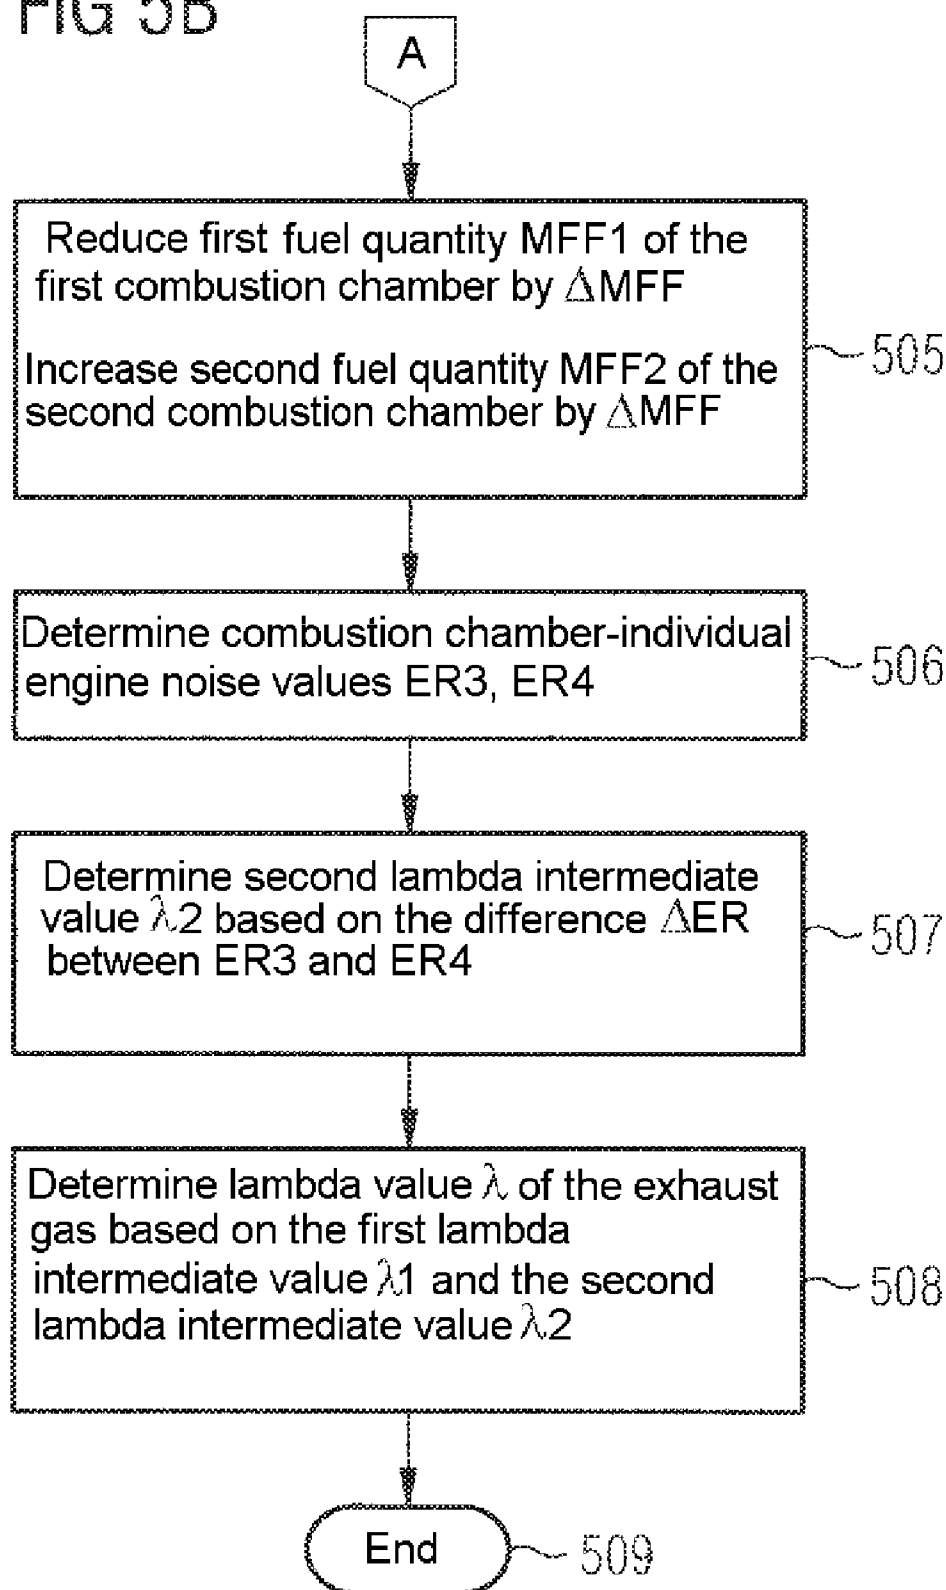 FIG 5B
A
Reduce first fuel quantity MFF1 of the
first combustion chamber by ΔMFF
Increase second fuel quantity MFF2 of the
second combustion chamber by ΔMFF
505
Determine combustion chamber-individual
engine noise values ER3, ER4
506
Determine second lambda intermediate
value λ2 based on the difference ΔER
between ER3 and ER4
507
Determine lambda value λ of the exhaust
gas based on the first lambda
intermediate value λ1 and the second
lambda intermediate value λ2
508
End
509